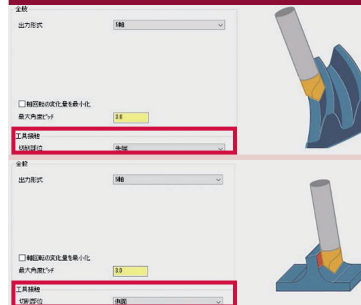 全般
出力形式 5軸
軸回転の変化量を最小化
最大角度ピッチ 3.0
工具接触
切削部位 先端
全般
出力形式 5軸
軸回転の変化量を最小化
最大角度ピッチ 3.0
工具接触
切削部位 側面